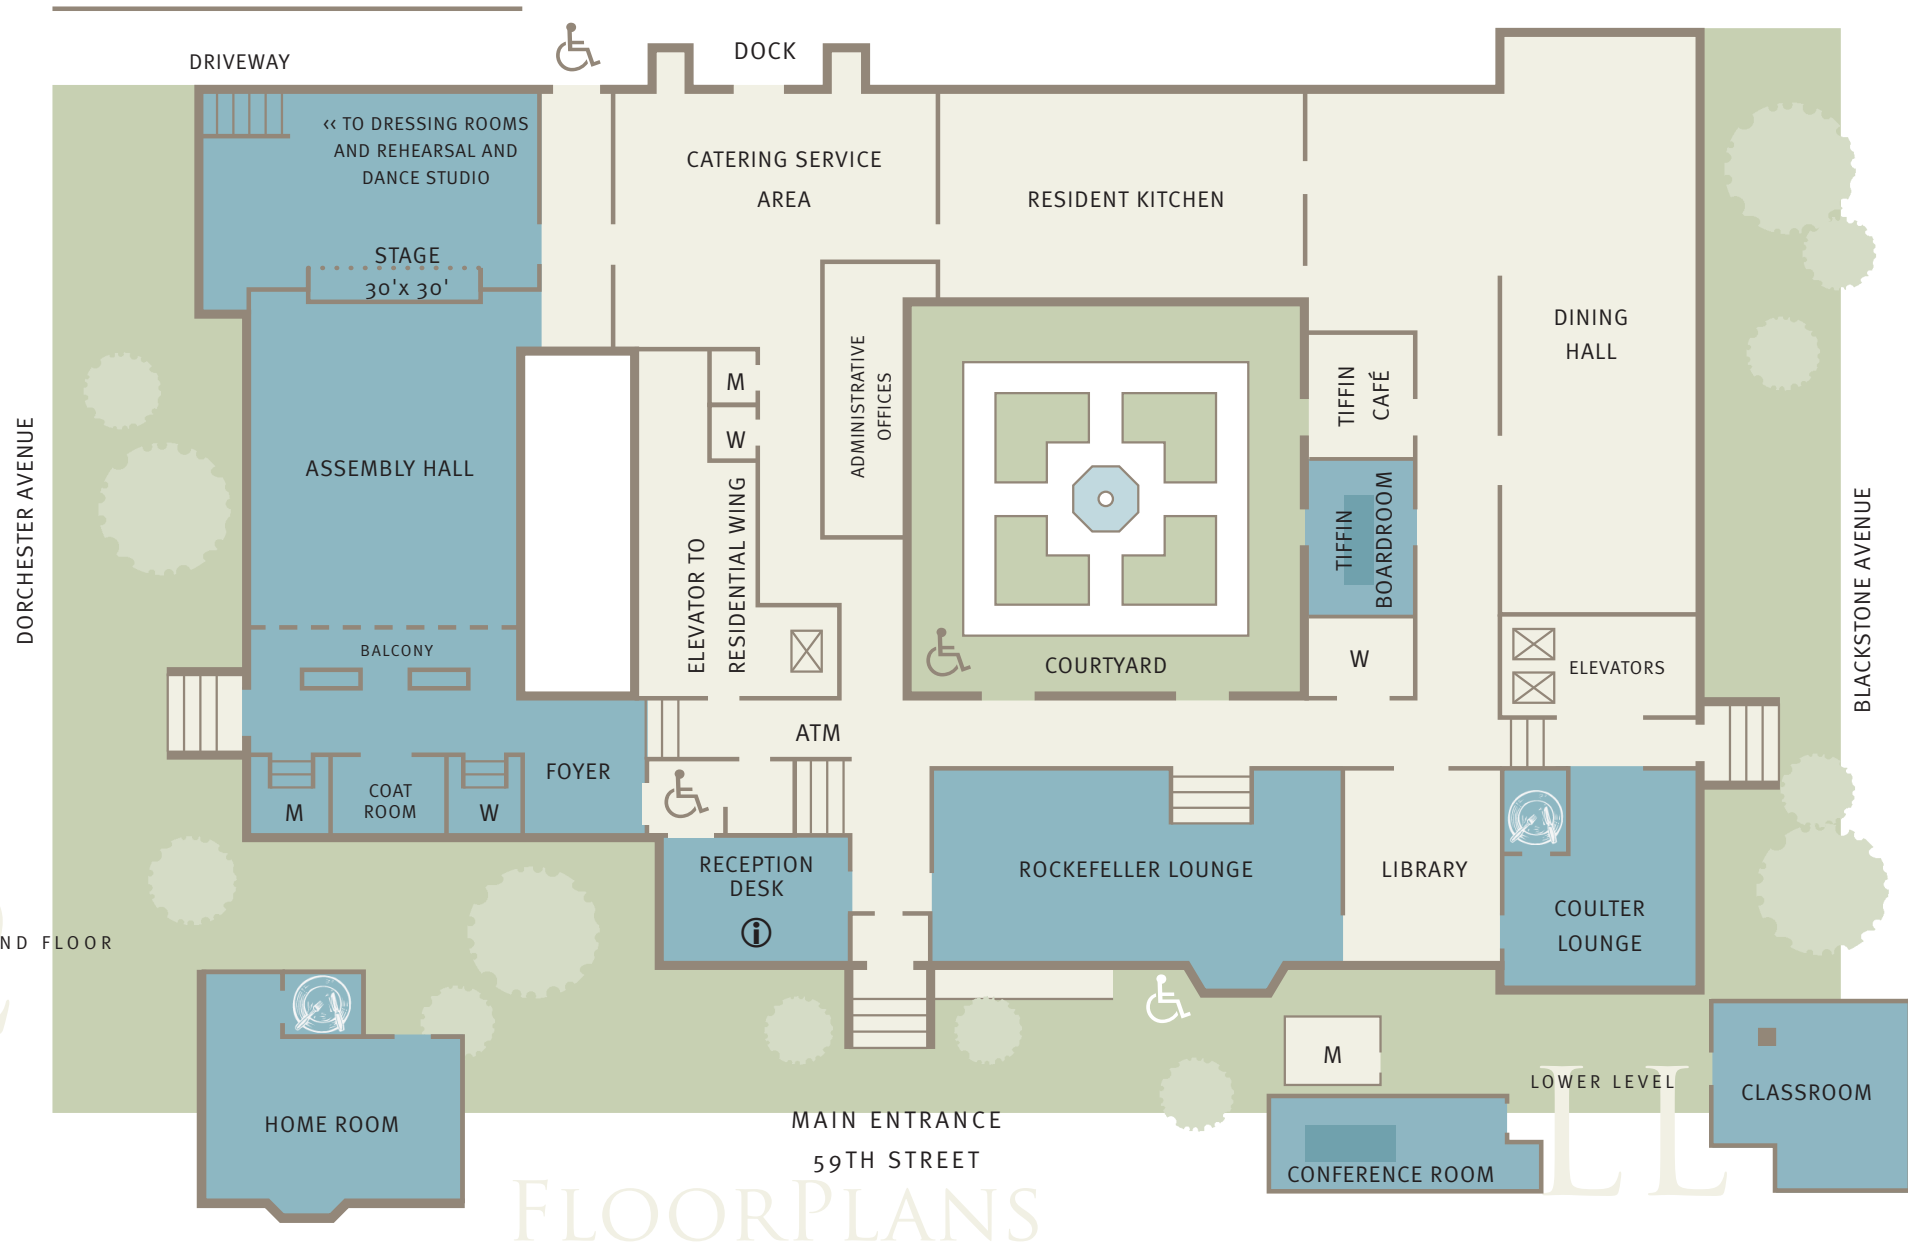 DRIVEWAY
DOCK
‹‹ TO DRESSING ROOMS
AND REHEARSAL AND
DANCE STUDIO
CATERING SERVICE
AREA
RESIDENT KITCHEN
STAGE
30'x 30'
DINING
HALL
ADMINISTRATIVE
OFFICES
TIFFIN
CAFÉ
M
W
ASSEMBLY HALL
DORCHESTER AVENUE
ELEVATOR TO
RESIDENTIAL WING
TIFFIN
BOARDROOM
BLACKSTONE AVENUE
BALCONY
COURTYARD
W
ELEVATORS
ATM
FOYER
COAT
ROOM
M
W
RECEPTION
DESK
i
ROCKEFELLER LOUNGE
LIBRARY
COULTER
LOUNGE
ND FLOOR
HOME ROOM
M
LOWER LEVEL
LL
CLASSROOM
MAIN ENTRANCE
59TH STREET
CONFERENCE ROOM
FLOORPLANS